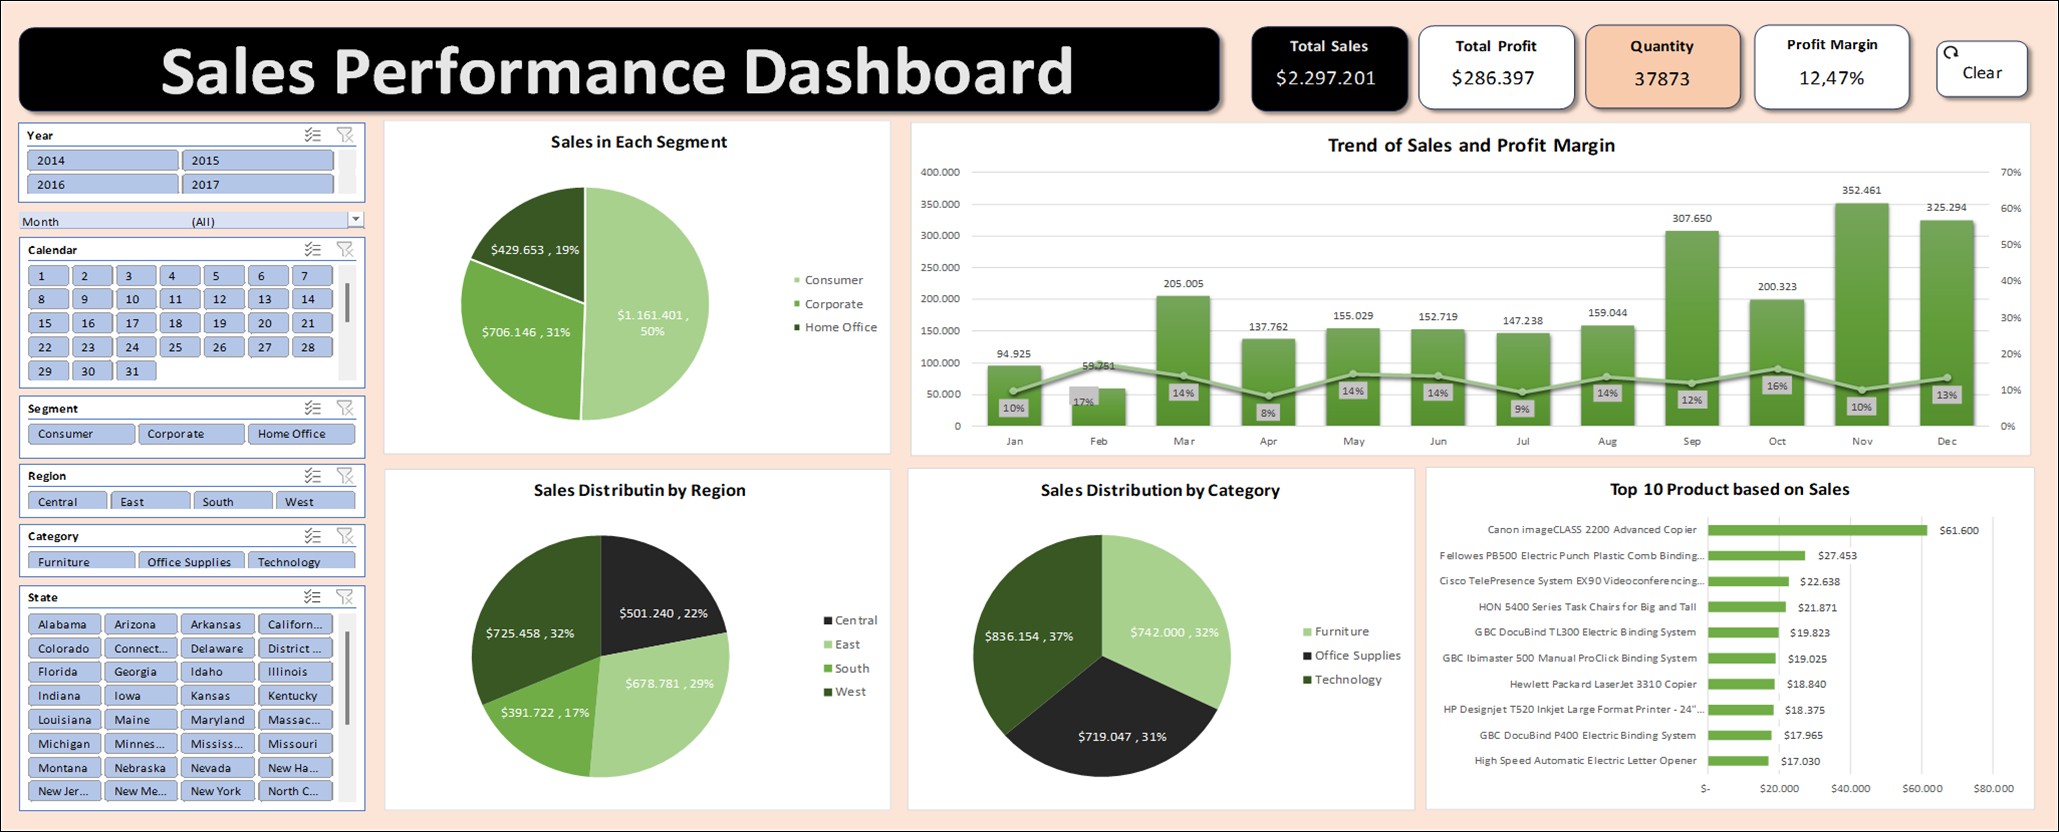 Sales Performance Dashboard
Total Sales
$2.297.201
Total Profit
$286.397
Quantity
37873
Profit Margin
12,47%
Clear
Year
2014 2015
2016 2017
Month (All)
Calendar
1 2 3 4 5 6 7
8 9 10 11 12 13 14
15 16 17 18 19 20 21
22 23 24 25 26 27 28
29 30 31
Segment
Consumer Corporate Home Office
Region
Central East South West
Category
Furniture Office Supplies Technology
State
Alabama Arizona Arkansas Californ...
Colorado Connect... Delaware District ...
Florida Georgia Idaho Illinois
Indiana Iowa Kansas Kentucky
Louisiana Maine Maryland Massac...
Michigan Minnes... Mississ... Missouri
Montana Nebraska Nevada New Ha...
New Jer... New Me... New York North C...
Sales in Each Segment
$429.653 , 19%
$1.161.401 ,
50%
$706.146 , 31%
Consumer
Corporate
Home Office
Trend of Sales and Profit Margin
400.000
350.000
300.000
250.000
200.000
150.000
100.000
50.000
0
70%
60%
50%
40%
30%
20%
10%
0%
94.925
59.751
205.005
137.762
155.029
152.719
147.238
159.044
307.650
200.323
352.461
325.294
10%
17%
14%
8%
14%
14%
9%
14%
12%
16%
10%
13%
Jan Feb Mar Apr May Jun Jul Aug Sep Oct Nov Dec
Sales Distributin by Region
$501.240 , 22%
$725.458 , 32%
$678.781 , 29%
$391.722 , 17%
Central
East
South
West
Sales Distribution by Category
$836.154 , 37%
$742.000 , 32%
$719.047 , 31%
Furniture
Office Supplies
Technology
Top 10 Product based on Sales
Canon imageCLASS 2200 Advanced Copier $61.600
Fellowes PB500 Electric Punch Plastic Comb Binding... $27.453
Cisco TelePresence System EX90 Videoconferencing... $22.638
HON 5400 Series Task Chairs for Big and Tall $21.871
GBC DocuBind TL300 Electric Binding System $19.823
GBC Ibimaster 500 Manual ProClick Binding System $19.025
Hewlett Packard LaserJet 3310 Copier $18.840
HP Designjet T520 Inkjet Large Format Printer - 24"... $18.375
GBC DocuBind P400 Electric Binding System $17.965
High Speed Automatic Electric Letter Opener $17.030
$- $20.000 $40.000 $60.000 $80.000